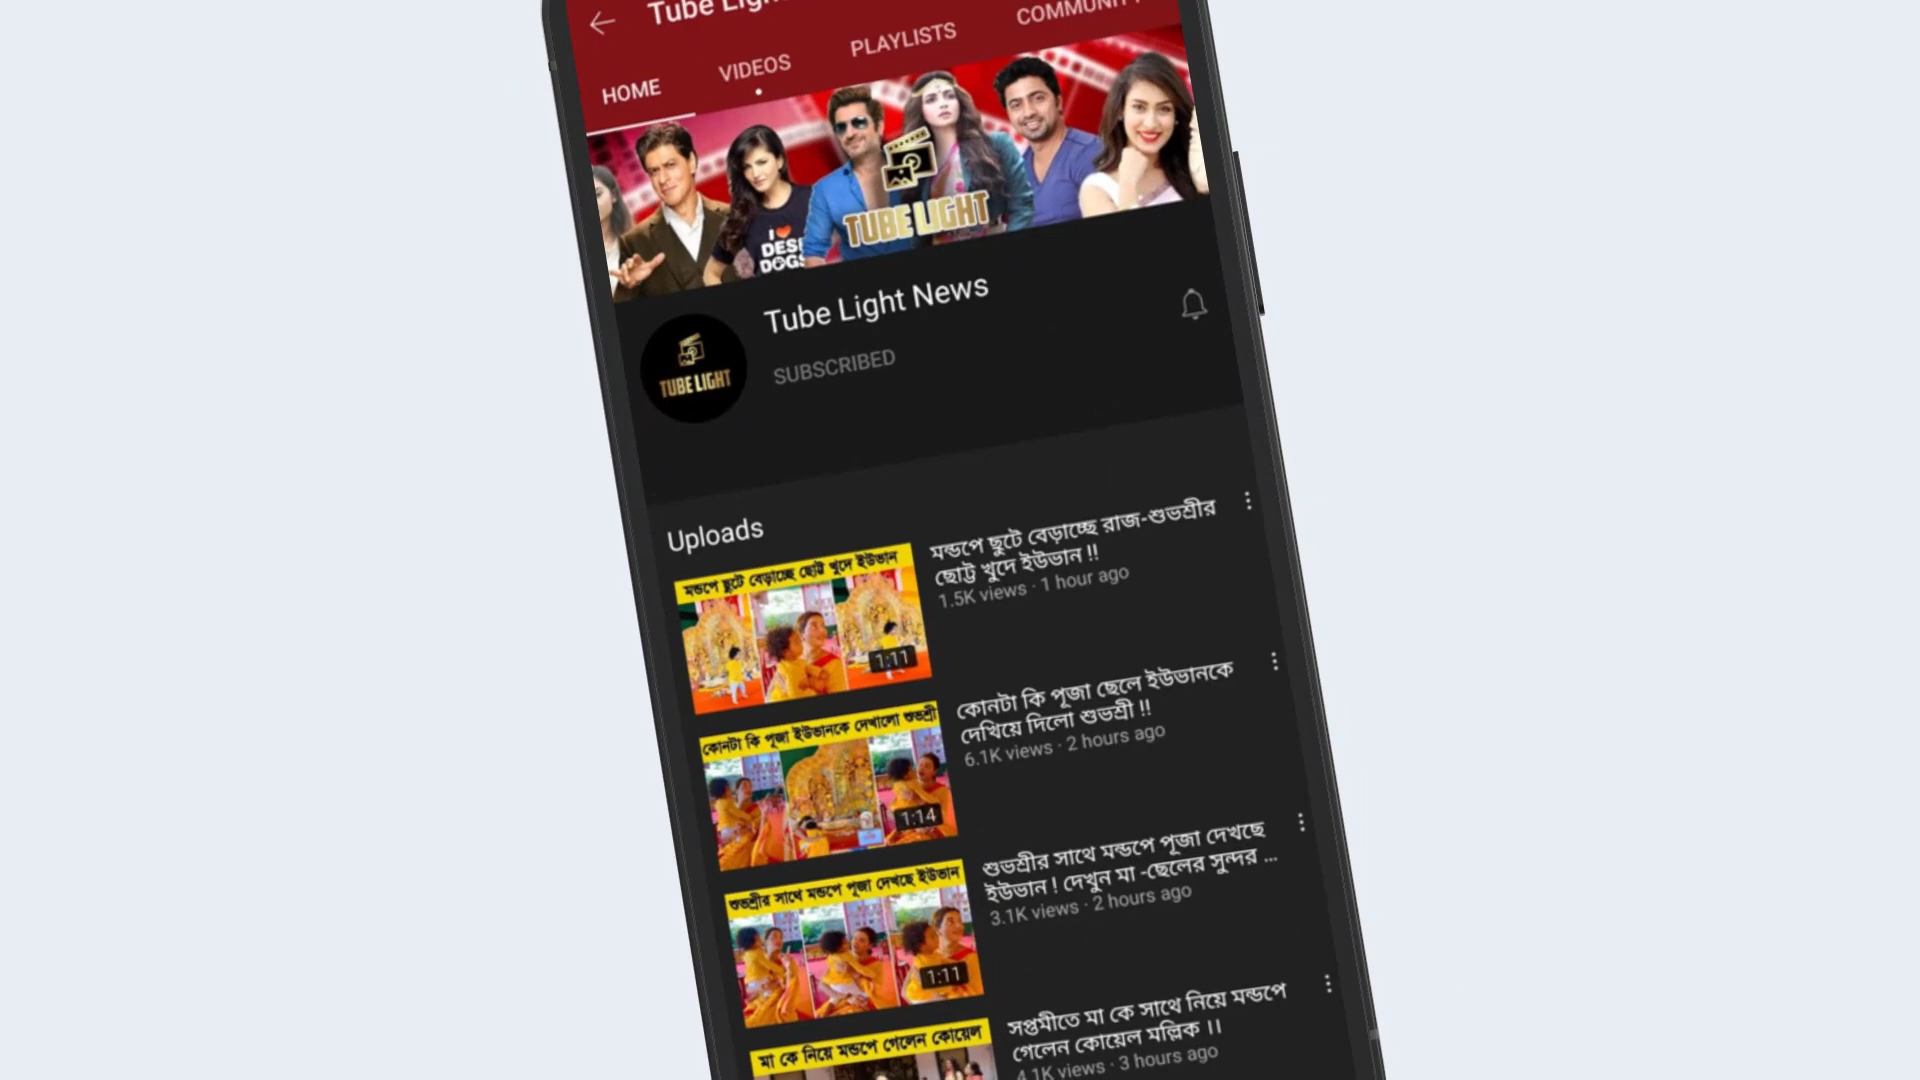 Tube
HOME
VIDEOS
PLAYLISTS
COMMUNITY
I ❤
DESI
DOGS
TUBE LIGHT
Tube Light News
SUBSCRIBED
TUBE LIGHT
Uploads
মন্ডপে ছুটে বেড়াচ্ছে ছোট্ট খুদে ইউভান
1:11
মন্ডপে ছুটে বেড়াচ্ছে রাজ-শুভশ্রীর
ছোট্ট খুদে ইউভান !!
1.5K views · 1 hour ago
কোনটা কি পূজা ইউভানকে দেখালো শুভশ্রী
1:14
কোনটা কি পূজা ছেলে ইউভানকে
দেখিয়ে দিলো শুভশ্রী !!
6.1K views · 2 hours ago
শুভশ্রীর সাথে মন্ডপে পূজা দেখছে ইউভান
1:11
শুভশ্রীর সাথে মন্ডপে পূজা দেখছে
ইউভান ! দেখুন মা -ছেলের সুন্দর ...
3.1K views · 2 hours ago
মা কে নিয়ে মন্ডপে গেলেন কোয়েল
সপ্তমীতে মা কে সাথে নিয়ে মন্ডপে
গেলেন কোয়েল মল্লিক ।।
4.1K views · 3 hours ago